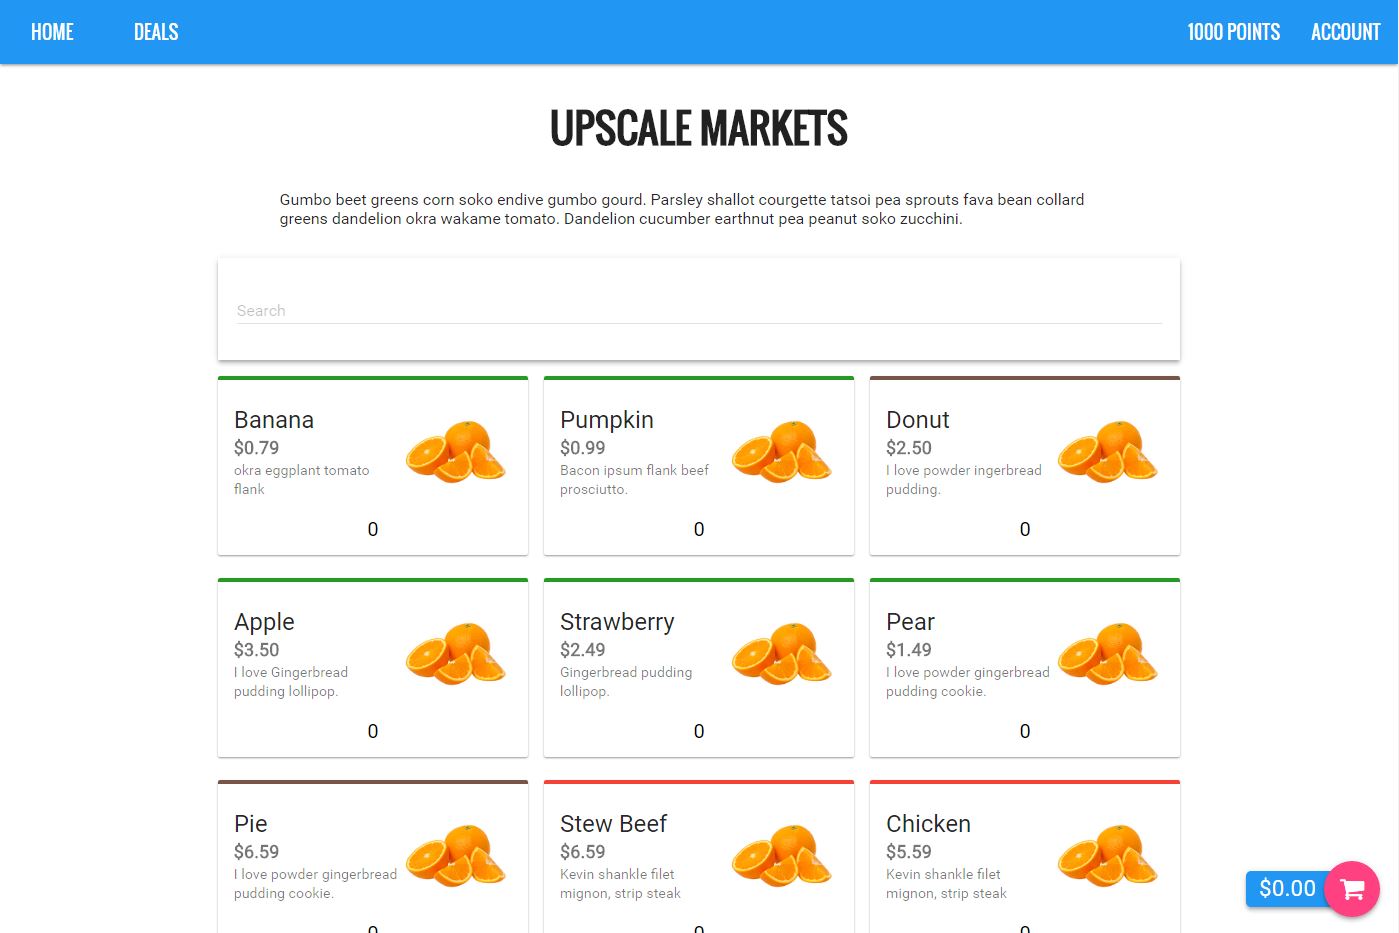 HOME
DEALS
1000 POINTS
ACCOUNT
UPSCALE MARKETS
Gumbo beet greens corn soko endive gumbo gourd. Parsley shallot courgette tatsoi pea sprouts fava bean collard
greens dandelion okra wakame tomato. Dandelion cucumber earthnut pea peanut soko zucchini.
Search
Banana
$0.79
okra eggplant tomato
flank
0
Pumpkin
$0.99
Bacon ipsum flank beef
prosciutto.
0
Donut
$2.50
I love powder ingerbread
pudding.
0
Apple
$3.50
I love Gingerbread
pudding lollipop.
0
Strawberry
$2.49
Gingerbread pudding
lollipop.
0
Pear
$1.49
I love powder gingerbread
pudding cookie.
0
Pie
$6.59
I love powder gingerbread
pudding cookie.
0
Stew Beef
$6.59
Kevin shankle filet
mignon, strip steak
0
Chicken
$5.59
Kevin shankle filet
mignon, strip steak
0
$0.00